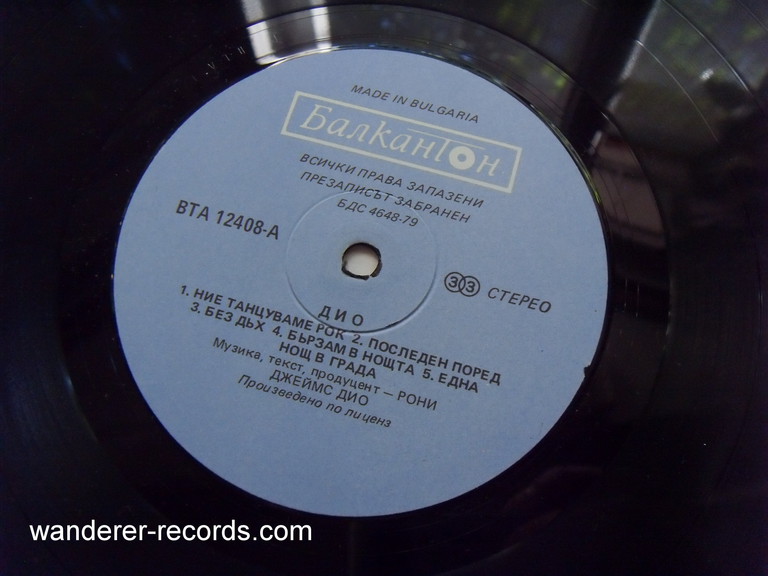 MADE IN BULGARIA
БалканТон
ВСИЧКИ ПРАВА ЗАПАЗЕНИ
ПРЕЗАПИСЪТ ЗАБРАНЕН
БДС 4648-79
ВТА 12408-А
33 СТЕРЕО
ДИО
1. НИЕ ТАНЦУВАМЕ РОК 2. ПОСЛЕДЕН ПОРЕД
3. БЕЗ ДЪХ 4. БЪРЗАМ В НОЩТА 5. ЕДНА
НОЩ В ГРАДА
Музика, текст, продуцент — РОНИ
ДЖЕЙМС ДИО
Произведено по лиценз
wanderer-records.com